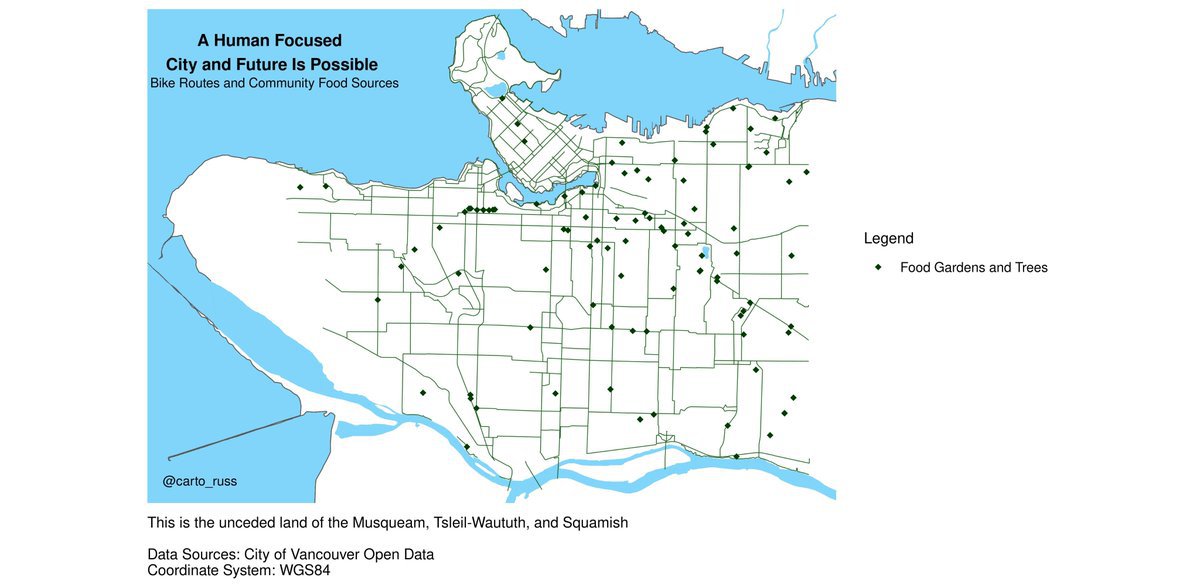 A Human Focused
City and Future Is Possible
Bike Routes and Community Food Sources
Legend
Food Gardens and Trees
@carto_russ
This is the unceded land of the Musqueam, Tsleil-Waututh, and Squamish
Data Sources: City of Vancouver Open Data
Coordinate System: WGS84